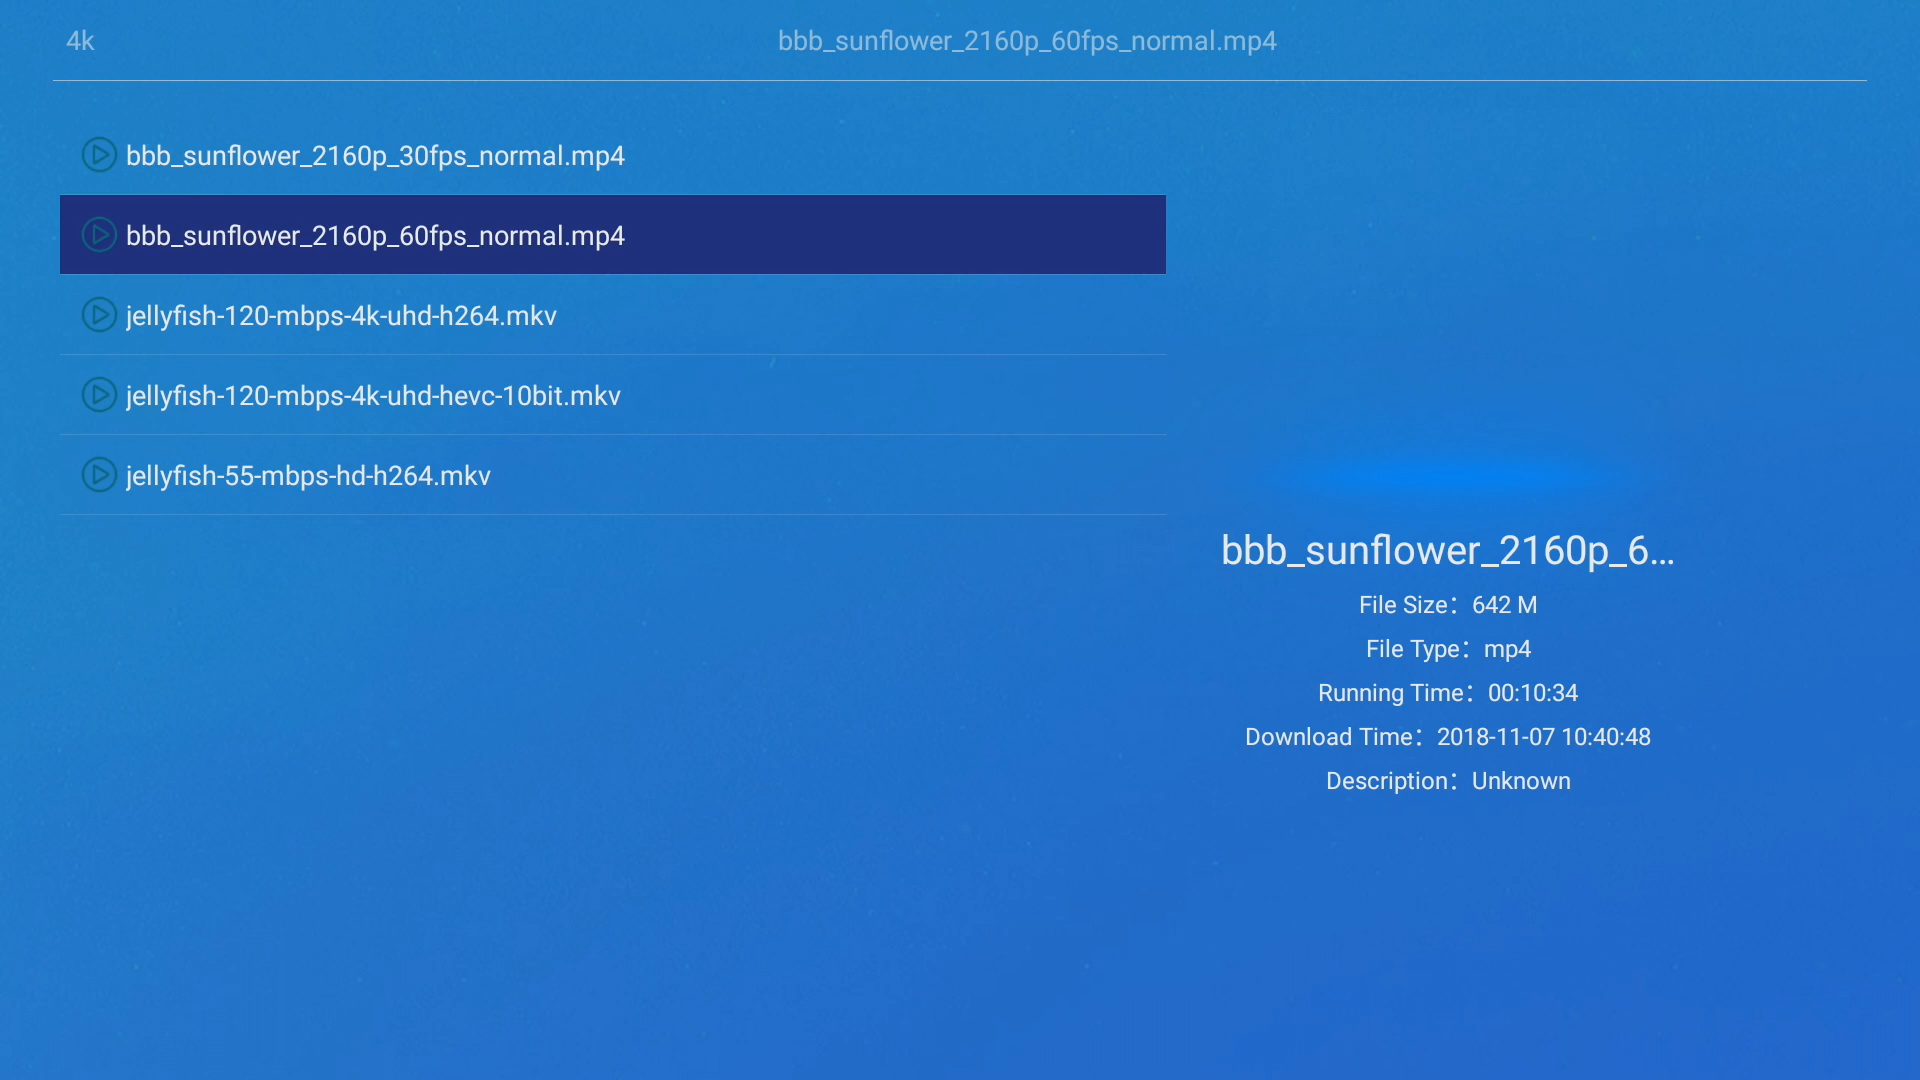 4k
bbb_sunflower_2160p_60fps_normal.mp4
bbb_sunflower_2160p_30fps_normal.mp4
bbb_sunflower_2160p_60fps_normal.mp4
jellyfish-120-mbps-4k-uhd-h264.mkv
jellyfish-120-mbps-4k-uhd-hevc-10bit.mkv
jellyfish-55-mbps-hd-h264.mkv
bbb_sunflower_2160p_6...
File Size：642 M
File Type：mp4
Running Time：00:10:34
Download Time：2018-11-07 10:40:48
Description：Unknown